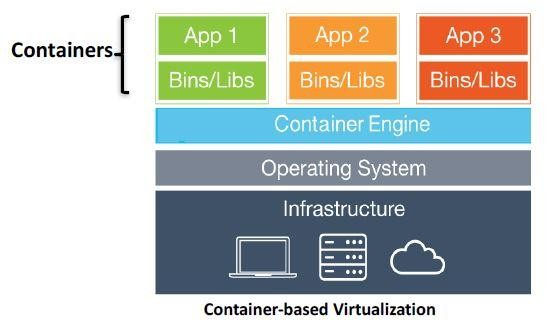 Containers
App 1
App 2
App 3
Bins/Libs
Bins/Libs
Bins/Libs
Container Engine
Operating System
Infrastructure
Container-based Virtualization